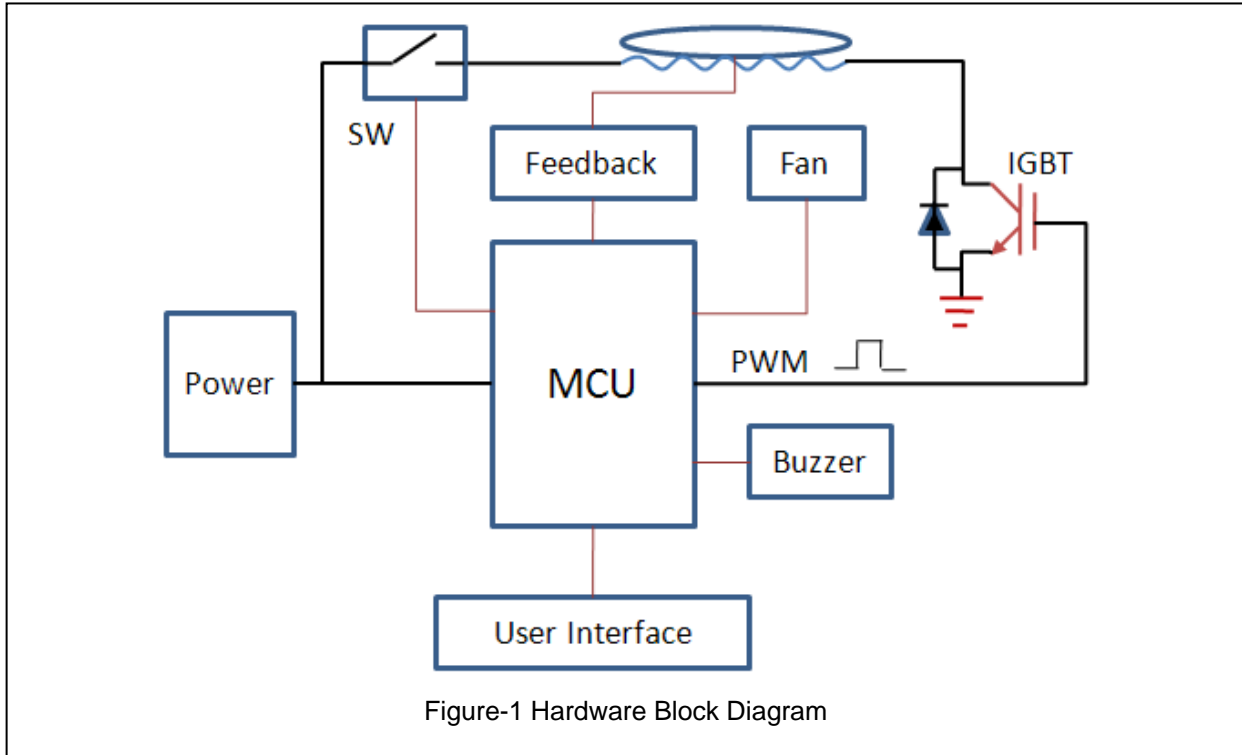 SW
Feedback
Fan
IGBT
Power
MCU
PWM
Buzzer
User Interface
Figure-1 Hardware Block Diagram